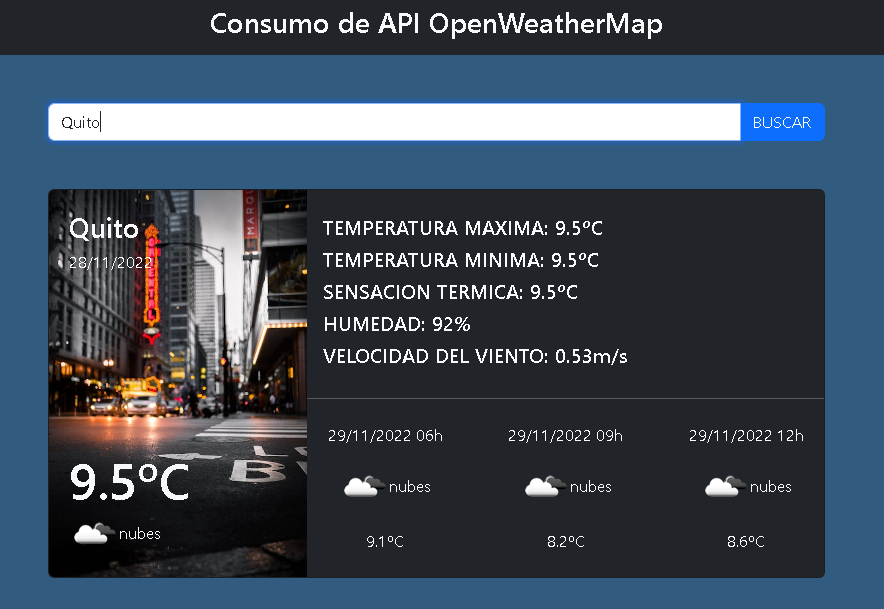 Consumo de API OpenWeatherMap
Quito
BUSCAR
Quito
28/11/2022
9.5ºC
nubes
TEMPERATURA MAXIMA: 9.5ºC
TEMPERATURA MINIMA: 9.5ºC
SENSACION TERMICA: 9.5ºC
HUMEDAD: 92%
VELOCIDAD DEL VIENTO: 0.53m/s
29/11/2022 06h
nubes
9.1ºC
29/11/2022 09h
nubes
8.2ºC
29/11/2022 12h
nubes
8.6ºC